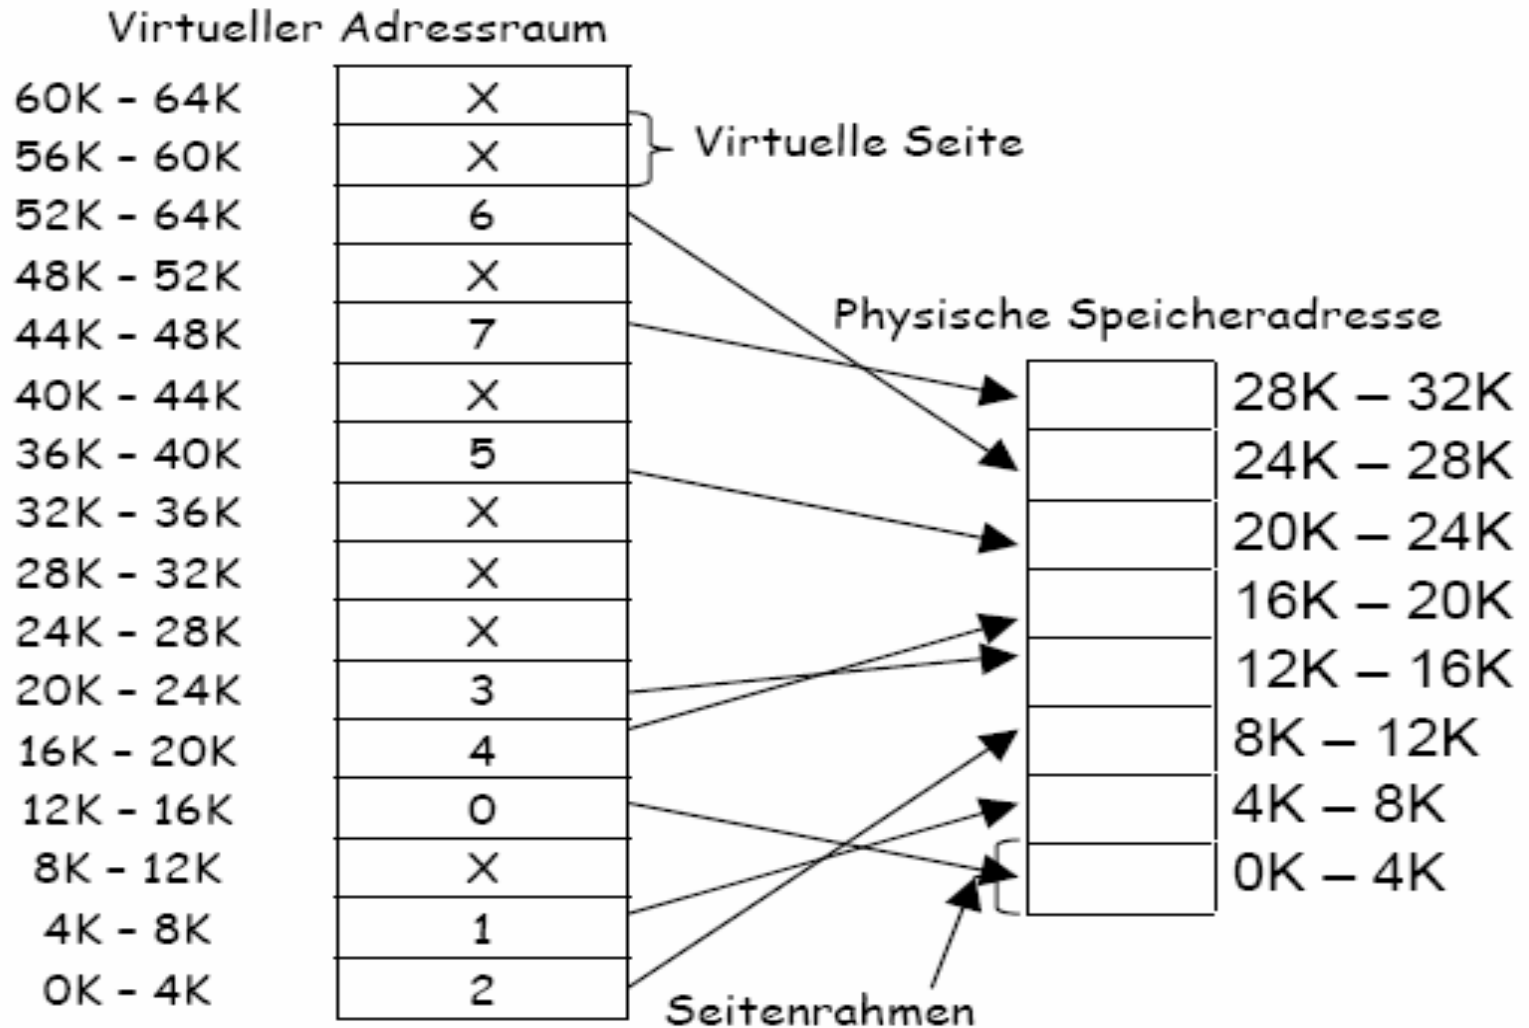 Virtueller Adressraum
60K - 64K X
56K - 60K X
Virtuelle Seite
52K - 64K 6
48K - 52K X
44K - 48K 7
40K - 44K X
36K - 40K 5
32K - 36K X
28K - 32K X
24K - 28K X
20K - 24K 3
16K - 20K 4
12K - 16K 0
8K - 12K X
4K - 8K 1
0K - 4K 2
Physische Speicheradresse
28K – 32K
24K – 28K
20K – 24K
16K – 20K
12K – 16K
8K – 12K
4K – 8K
0K – 4K
Seitenrahmen